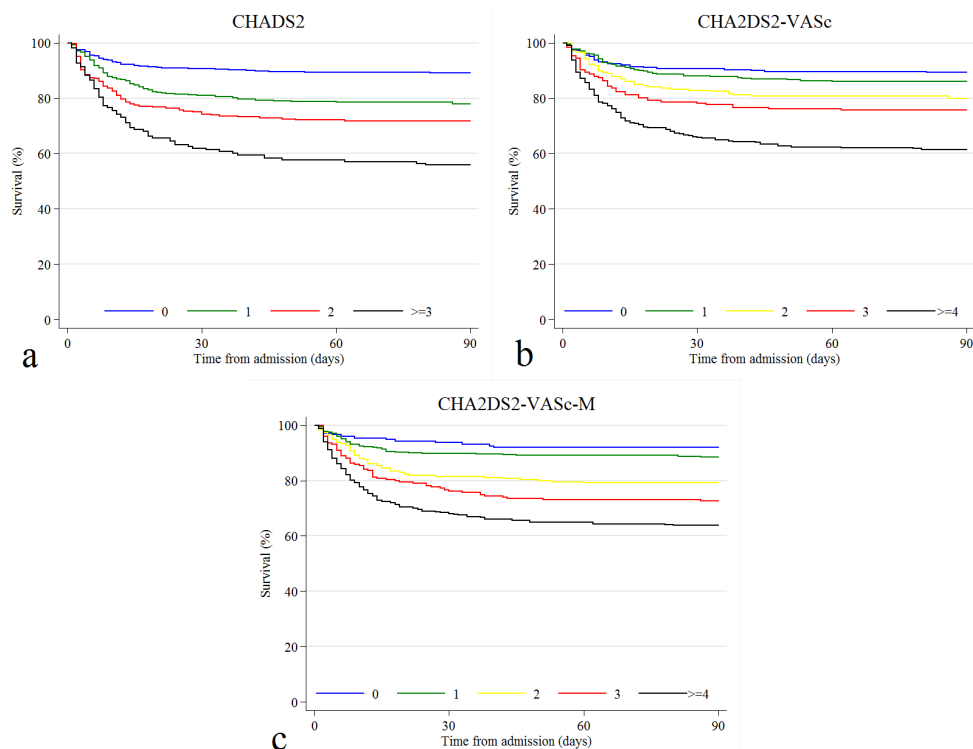 CHADS2
100
80
60
40
20
0
Survival (%)
0 1 2 >=3
0 30 60 90
Time from admission (days)
a
CHA2DS2-VASc
100
80
60
40
20
0
Survival (%)
0 1 2 3 >=4
0 30 60 90
Time from admission (days)
b
CHA2DS2-VASc-M
100
80
60
40
20
0
Survival (%)
0 1 2 3 >=4
0 30 60 90
Time from admission (days)
c